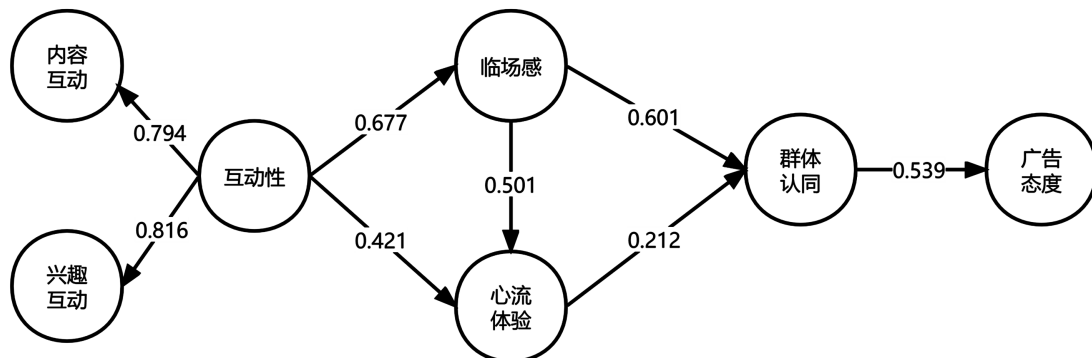 内容
互动
0.794
互动性
0.816
兴趣
互动
0.677
0.421
临场感
0.501
心流
体验
0.601
0.212
群体
认同
0.539
广告
态度